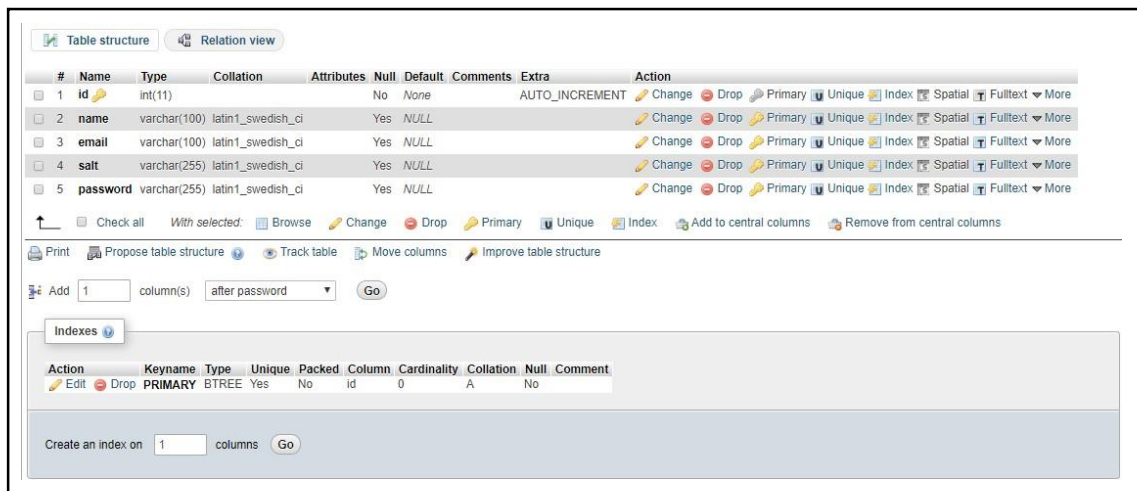 Table structure Relation view
# Name Type Collation Attributes Null Default Comments Extra Action
1 id int(11) No None AUTO_INCREMENT Change Drop Primary Unique Index Spatial Fulltext More
2 name varchar(100) latin1_swedish_ci Yes NULL Change Drop Primary Unique Index Spatial Fulltext More
3 email varchar(100) latin1_swedish_ci Yes NULL Change Drop Primary Unique Index Spatial Fulltext More
4 salt varchar(255) latin1_swedish_ci Yes NULL Change Drop Primary Unique Index Spatial Fulltext More
5 password varchar(255) latin1_swedish_ci Yes NULL Change Drop Primary Unique Index Spatial Fulltext More
Check all With selected: Browse Change Drop Primary Unique Index Add to central columns Remove from central columns
Print Propose table structure Track table Move columns Improve table structure
Add 1 column(s) after password Go
Indexes
Action Keyname Type Unique Packed Column Cardinality Collation Null Comment
Edit Drop PRIMARY BTREE Yes No id 0 A No
Create an index on 1 columns Go